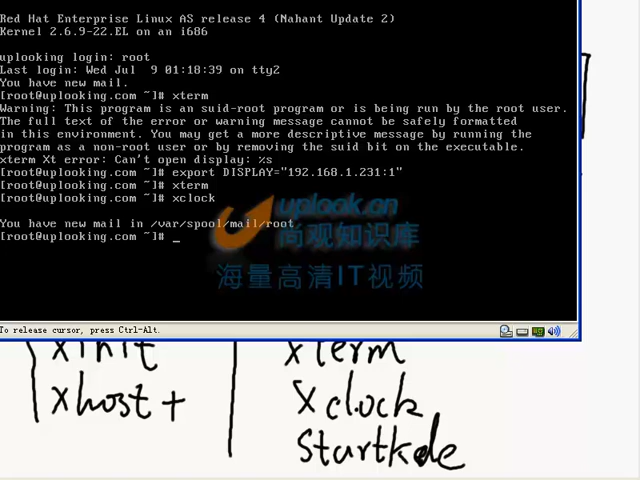 Red Hat Enterprise Linux AS release 4 (Nahant Update 2)
Kernel 2.6.9-22.EL on an i686
uplooking login: root
Last login: Wed Jul  9 01:18:39 on tty2
You have new mail.
[root@uplooking.com ~]# xterm
Warning: This program is an suid-root program or is being run by the root user.
The full text of the error or warning message cannot be safely formatted
in this environment. You may get a more descriptive message by running the
program as a non-root user or by removing the suid bit on the executable.
xterm Xt error: Can't open display: %s
[root@uplooking.com ~]# export DISPLAY="192.168.1.231:1"
[root@uplooking.com ~]# xterm
[root@uplooking.com ~]# xclock
You have new mail in /var/spool/mail/root
[root@uplooking.com ~]# _
uplook.cn
尚观知识库
海量高清IT视频
To release cursor, press Ctrl-Alt.
xinit xterm
xhost + xclock
startkde